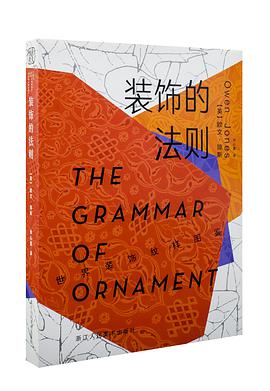 装饰的
法则
Owen Jones
【英】欧文·琼斯
THE
GRAMMAR
OF
ORNAMENT
世界装饰纹样图鉴
浙江人民美术出版社
装饰的法则